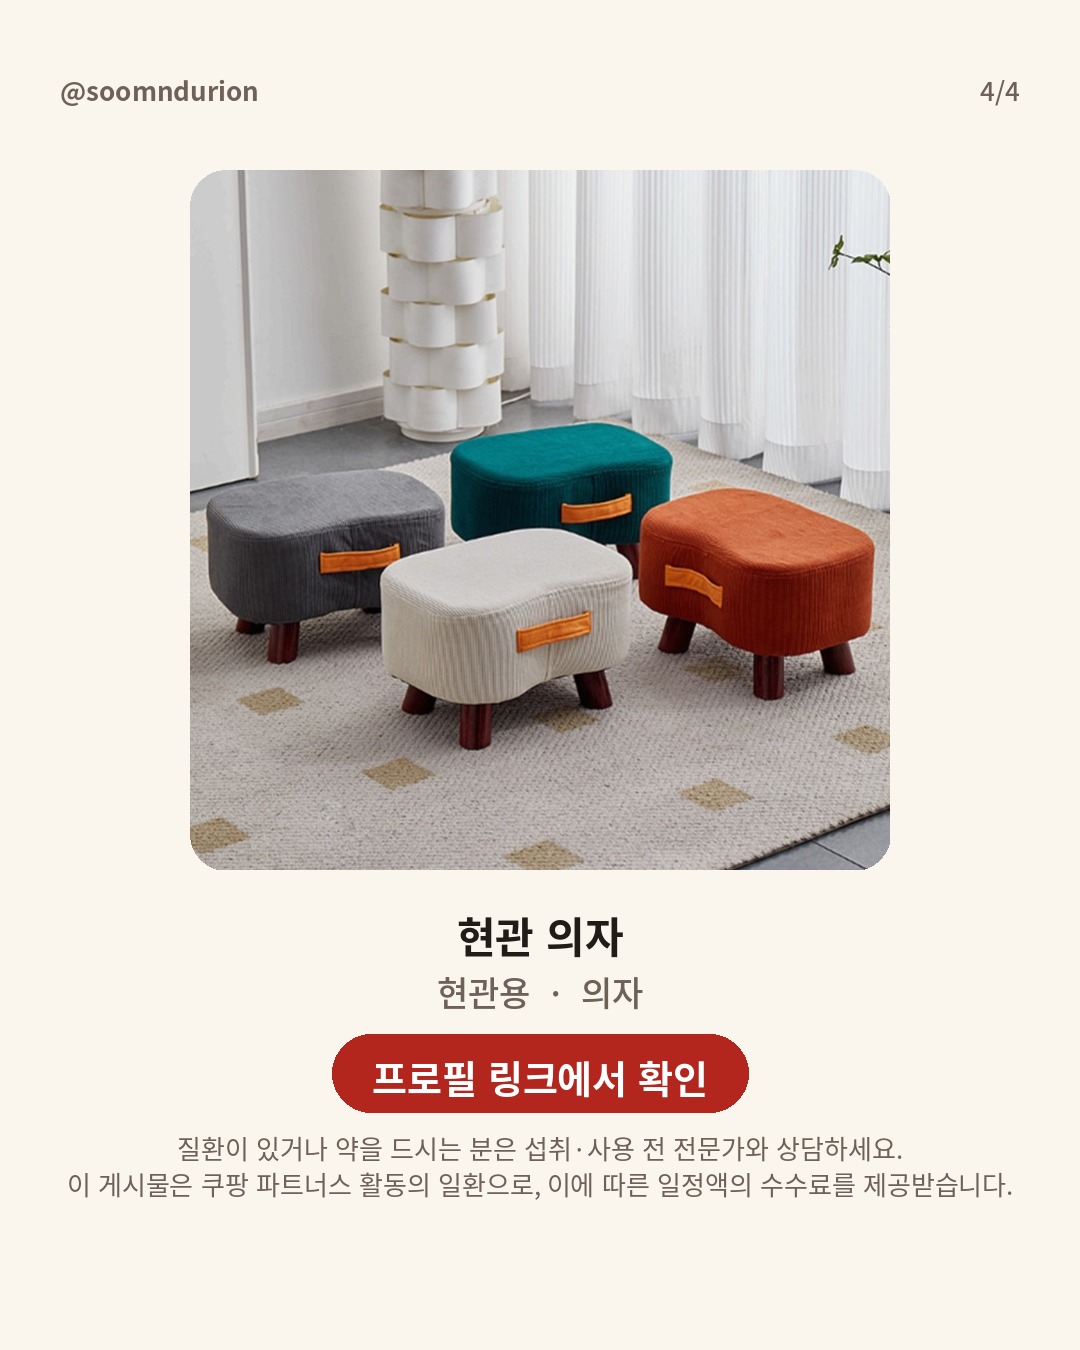 @soomndurion
4/4
현관 의자
현관용 · 의자
프로필 링크에서 확인
질환이 있거나 약을 드시는 분은 섭취·사용 전 전문가와 상담하세요.
이 게시물은 쿠팡 파트너스 활동의 일환으로, 이에 따른 일정액의 수수료를 제공받습니다.